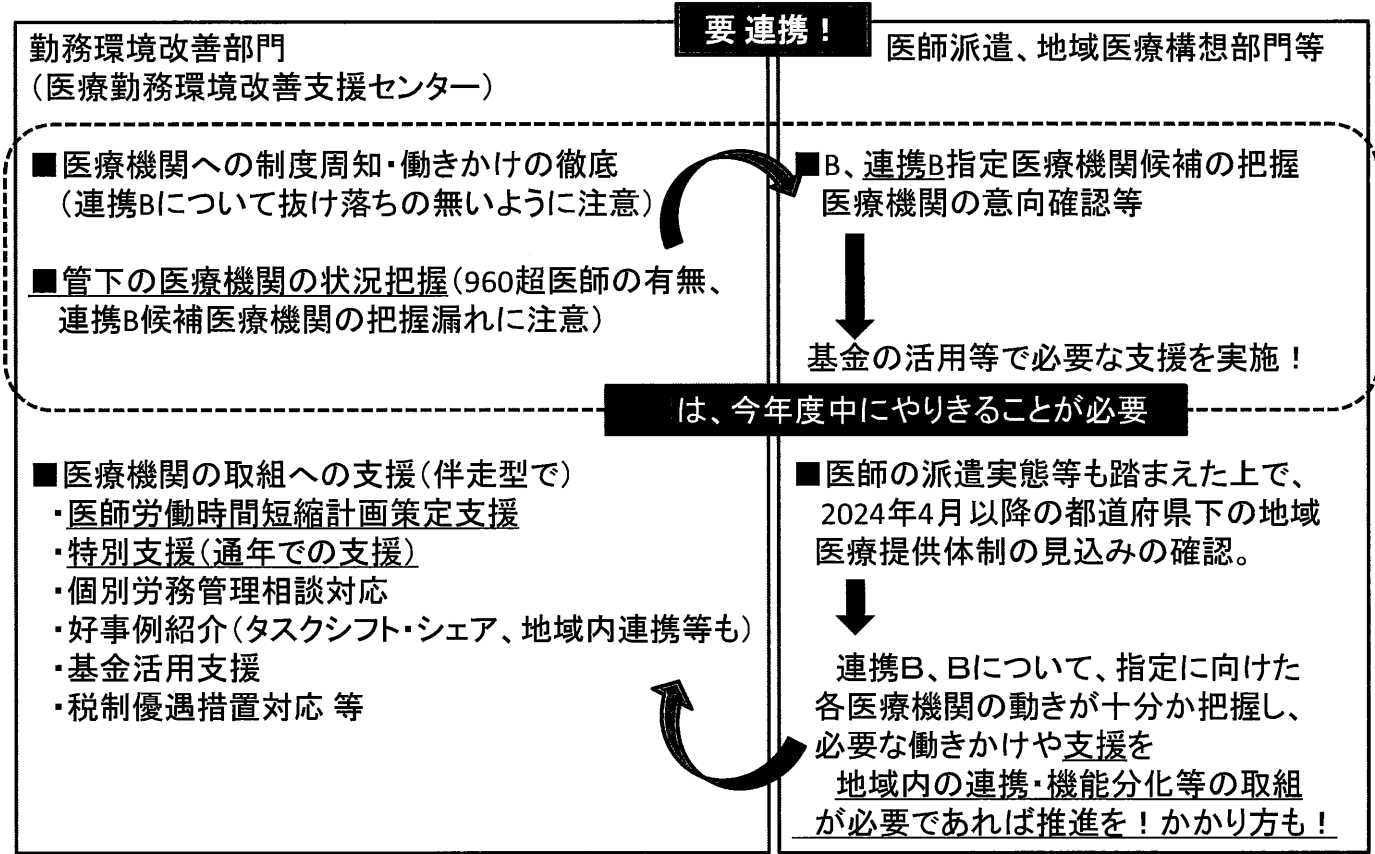 要 連携！
勤務環境改善部門
（医療勤務環境改善支援センター）
■医療機関への制度周知・働きかけの徹底
（連携Bについて抜け落ちの無いように注意）
■管下の医療機関の状況把握（960超医師の有無、
連携B候補医療機関の把握漏れに注意）
医師派遣、地域医療構想部門等
■B、連携B指定医療機関候補の把握
医療機関の意向確認等
基金の活用等で必要な支援を実施！
は、今年度中にやりきることが必要
■医療機関の取組への支援（伴走型で）
・医師労働時間短縮計画策定支援
・特別支援（通年での支援）
・個別労務管理相談対応
・好事例紹介（タスクシフト・シェア、地域内連携等も）
・基金活用支援
・税制優遇措置対応 等
■医師の派遣実態等も踏まえた上で、
2024年4月以降の都道府県下の地域
医療提供体制の見込みの確認。
連携Ｂ、Ｂについて、指定に向けた
各医療機関の動きが十分か把握し、
必要な働きかけや支援を
地域内の連携・機能分化等の取組
が必要であれば推進を！かかり方も！